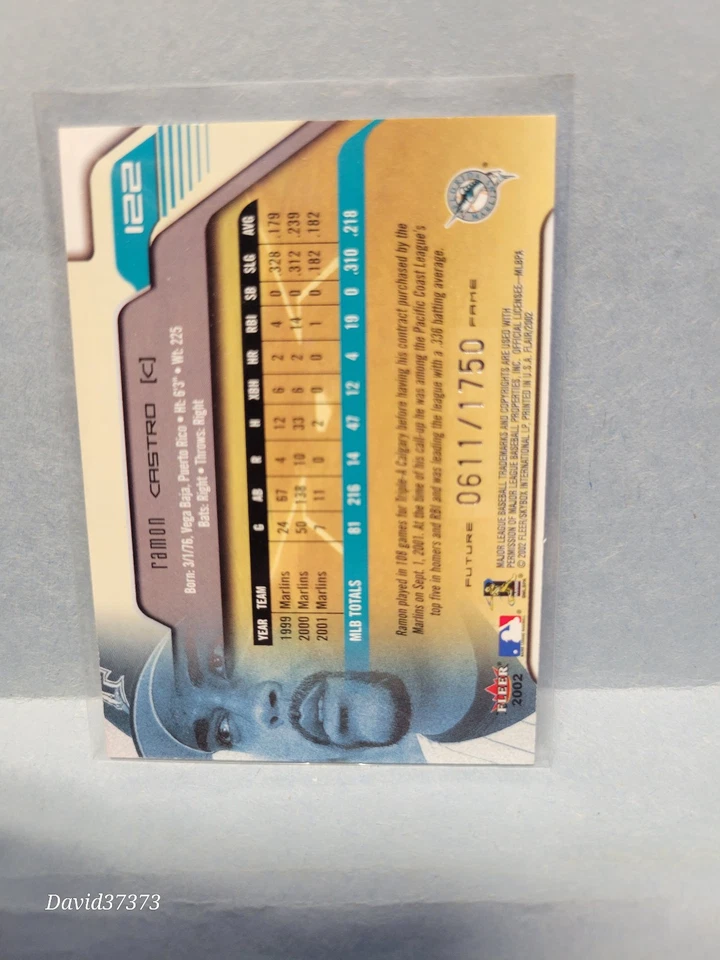 122
ramon CASTRO [C]
Born: 3/1/76, Vega Baja, Puerto Rico • Ht: 6'3" • Wt: 225
Bats: Right • Throws: Right
YEAR TEAM G AB R H XBH HR RBI SB SLG AVG
1999 Marlins 24 67 4 12 6 2 4 0 .328 .179
2000 Marlins 50 138 10 33 6 2 14 0 .312 .239
2001 Marlins 7 11 0 2 0 0 1 0 .182 .182
MLB TOTALS 81 216 14 47 12 4 19 0 .310 .218
Ramon played in 108 games for Triple-A Calgary before having his contract purchased by the
Marlins on Sept. 1, 2001. At the time of his call-up he was among the Pacific Coast League's
top five in homers and RBI and was leading the league with a .336 batting average.
FUTURE 0611/1750 FAME
MAJOR LEAGUE BASEBALL TRADEMARKS AND COPYRIGHTS ARE USED WITH
PERMISSION OF MAJOR LEAGUE BASEBALL PROPERTIES, INC. OFFICIAL LICENSEE—MLBPA
© 2002 FLEER/SKYBOX INTERNATIONAL LP. PRINTED IN U.S.A. FLAIR/2002
FLEER
2002
David37373